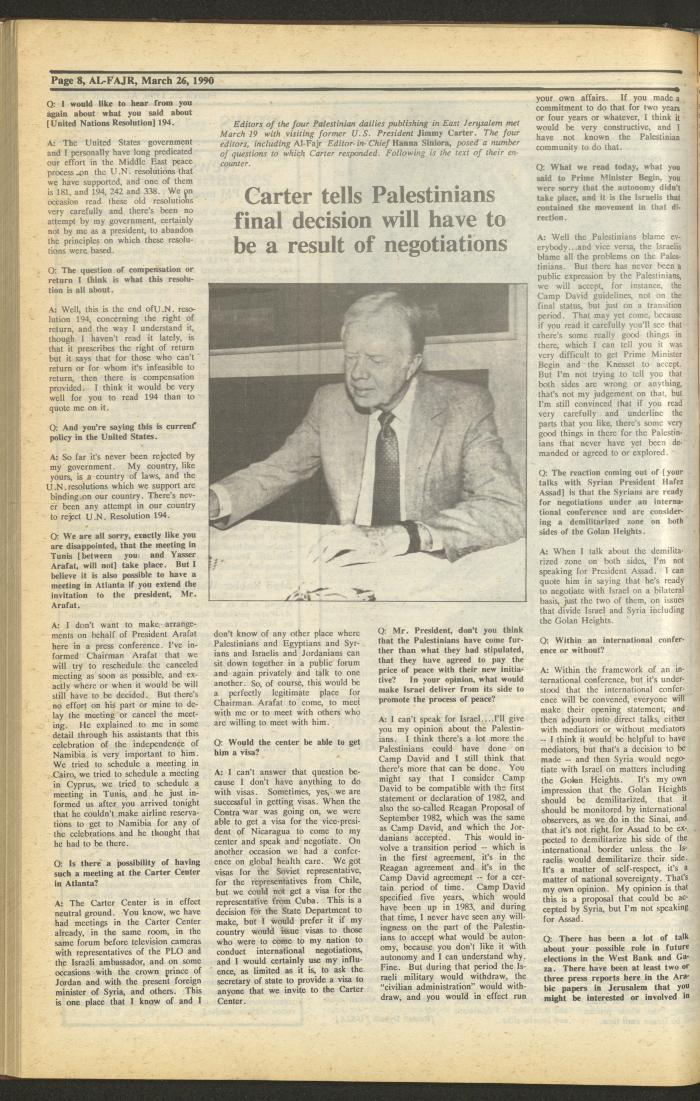 Page 8, AL-FAJR, March 26, 1990
Editors of the four Palestinian dailies publishing in East Jerusalem met
March 19 with visiting former U.S. President Jimmy Carter. The four
editors, including Al-Fajr Editor-in-Chief Hanna Siniora, posed a number
of questions to which Carter responded. Following is the text of their en-
counter.
Carter tells Palestinians
final decision will have to
be a result of negotiations
Q: I would like to hear from you
again about what you said about
[United Nations Resolution] 194.
A: The United States government
and I personally have long predicated
our effort in the Middle East peace
process on the U.N. resolutions that
we have supported, and one of them
is 181, and 194, 242 and 338. We on
occasion read these old resolutions
very carefully and there's been no
attempt by my government, certainly
not by me as a president, to abandon
the principles on which these resolu-
tions were based.
Q: The question of compensation or
return I think is what this resolu-
tion is all about.
A: Well, this is the end of U.N. reso-
lution 194, concerning the right of
return, and the way I understand it,
though I haven't read it lately, is
that it prescribes the right of return
but it says that for those who can't
return or for whom it's infeasible to
return, then there is compensation
provided. I think it would be very
well for you to read 194 than to
quote me on it.
Q: And you're saying this is current
policy in the United States.
A: So far it's never been rejected by
my government. My country, like
yours, is a country of laws, and the
U.N. resolutions which we support are
binding on our country. There's nev-
er been any attempt in our country
to reject U.N. Resolution 194.
Q: We are all sorry, exactly like you
are disappointed, that the meeting in
Tunis [between you and Yasser
Arafat, will not] take place. But I
believe it is also possible to have a
meeting in Atlanta if you extend the
invitation to the president, Mr.
Arafat.
A: I don't want to make arrange-
ments on behalf of President Arafat
here in a press conference. I've in-
formed Chairman Arafat that we
will try to reschedule the canceled
meeting as soon as possible, and ex-
actly where or when it would be will
still have to be decided. But there's
no effort on his part or mine to de-
lay the meeting or cancel the meet-
ing. He explained to me in some
detail through his assistants that this
celebration of the independence of
Namibia is very important to him.
We tried to schedule a meeting in
Cairo, we tried to schedule a meeting
in Cyprus, we tried to schedule a
meeting in Tunis, and he just in-
formed us after you arrived tonight
that he couldn't make airline reserva-
tions to get to Namibia for any of
the celebrations and he thought that
he had to be there.
Q: Is there a possibility of having
such a meeting at the Carter Center
in Atlanta?
A: The Carter Center is in effect
neutral ground. You know, we have
had meetings in the Carter Center
already, in the same room, in the
same forum before television cameras
with representatives of the PLO and
the Israeli ambassador, and on some
occasions with the crown prince of
Jordan and with the present foreign
minister of Syria, and others. This
is one place that I know of and I
don't know of any other place where
Palestinians and Egyptians and Syr-
ians and Israelis and Jordanians can
sit down together in a public forum
and again privately and talk to one
another. So, of course, this would be
a perfectly legitimate place for
Chairman Arafat to come, to meet
with me or to meet with others who
are willing to meet with him.
Q: Would the center be able to get
him a visa?
A: I can't answer that question be-
cause I don't have anything to do
with visas. Sometimes, yes, we are
successful in getting visas. When the
Contra war was going on, we were
able to get a visa for the vice-presi-
dent of Nicaragua to come to my
center and speak and negotiate. On
another occasion we had a confer-
ence on global health care. We got
visas for the Soviet representative,
for the representatives from Chile,
but we could not get a visa for the
representative from Cuba. This is a
decision for the State Department to
make, but I would prefer it if my
country would issue visas to those
who were to come to my nation to
conduct international negotiations,
and I would certainly use my influ-
ence, as limited as it is, to ask the
secretary of state to provide a visa to
anyone that we invite to the Carter
Center.
Q: Mr. President, don't you think
that the Palestinians have come fur-
ther than what they had stipulated,
that they have agreed to pay the
price of peace with their new initia-
tive? In your opinion, what would
make Israel deliver from its side to
promote the process of peace?
A: I can't speak for Israel....I'll give
you my opinion about the Palestin-
ians. I think there's a lot more the
Palestinians could have done on
Camp David and I still think that
there's more that can be done. You
might say that I consider Camp
David to be compatible with the first
statement or declaration of 1982, and
also the so-called Reagan Proposal of
September 1982, which was the same
as Camp David, and which the Jor-
danians accepted. This would in-
volve a transition period -- which is
in the first agreement, it's in the
Reagan agreement and it's in the
Camp David agreement -- for a cer-
tain period of time. Camp David
specified five years, which would
have been up in 1983, and during
that time, I never have seen any will-
ingness on the part of the Palestin-
ians to accept what would be auton-
omy, because you don't like it with
autonomy and I can understand why.
Fine. But during that period the Is-
raeli military would withdraw, the
"civilian administration" would with-
draw, and you would in effect run
your own affairs. If you made a
commitment to do that for two years
or four years or whatever, I think it
would be very constructive, and I
have not known the Palestinian
community to do that.
Q: What we read today, what you
said to Prime Minister Begin, you
were sorry that the autonomy didn't
take place, and it is the Israelis that
contained the movement in that di-
rection.
A: Well the Palestinians blame ev-
erybody...and vice versa, the Israelis
blame all the problems on the Pales-
tinians. But there has never been a
public expression by the Palestinians,
we will accept, for instance, the
Camp David guidelines, not on the
final status, but just on a transition
period. That may yet come, because
if you read it carefully you'll see that
there's some really good things in
there, which I can tell you it was
very difficult to get Prime Minister
Begin and the Knesset to accept.
But I'm not trying to tell you that
both sides are wrong or anything,
that's not my judgement on that, but
I'm still convinced that if you read
very carefully and underline the
parts that you like, there's some very
good things in there for the Palestin-
ians that never have yet been de-
manded or agreed to or explored.
Q: The reaction coming out of [your
talks with Syrian President Hafez
Assad] is that the Syrians are ready
for negotiations under an interna-
tional conference and are consider-
ing a demilitarized zone on both
sides of the Golan Heights.
A: When I talk about the demilita-
rized zone on both sides, I'm not
speaking for President Assad. I can
quote him in saying that he's ready
to negotiate with Israel on a bilateral
basis, just the two of them, on issues
that divide Israel and Syria including
the Golan Heights.
Q: Within an international confer-
ence or without?
A: Within the framework of an in-
ternational conference, but it's under-
stood that the international confer-
ence will be convened, everyone will
make their opening statement, and
then adjourn into direct talks, either
with mediators or without mediators
-- I think it would be helpful to have
mediators, but that's a decision to be
made -- and then Syria would nego-
tiate with Israel on matters including
the Golan Heights. It's my own
impression that the Golan Heights
should be demilitarized, that it
should be monitored by international
observers, as we do in the Sinai, and
that it's not right for Assad to be ex-
pected to demilitarize his side of the
international border unless the Is-
raelis would demilitarize their side.
It's a matter of self-respect, it's a
matter of national sovereignty. That's
my own opinion. My opinion is that
this is a proposal that could be ac-
cepted by Syria, but I'm not speaking
for Assad.
Q: There has been a lot of talk
about your possible role in future
elections in the West Bank and Ga-
za. There have been at least two or
three press reports here in the Ara-
bic papers in Jerusalem that you
might be interested or involved in